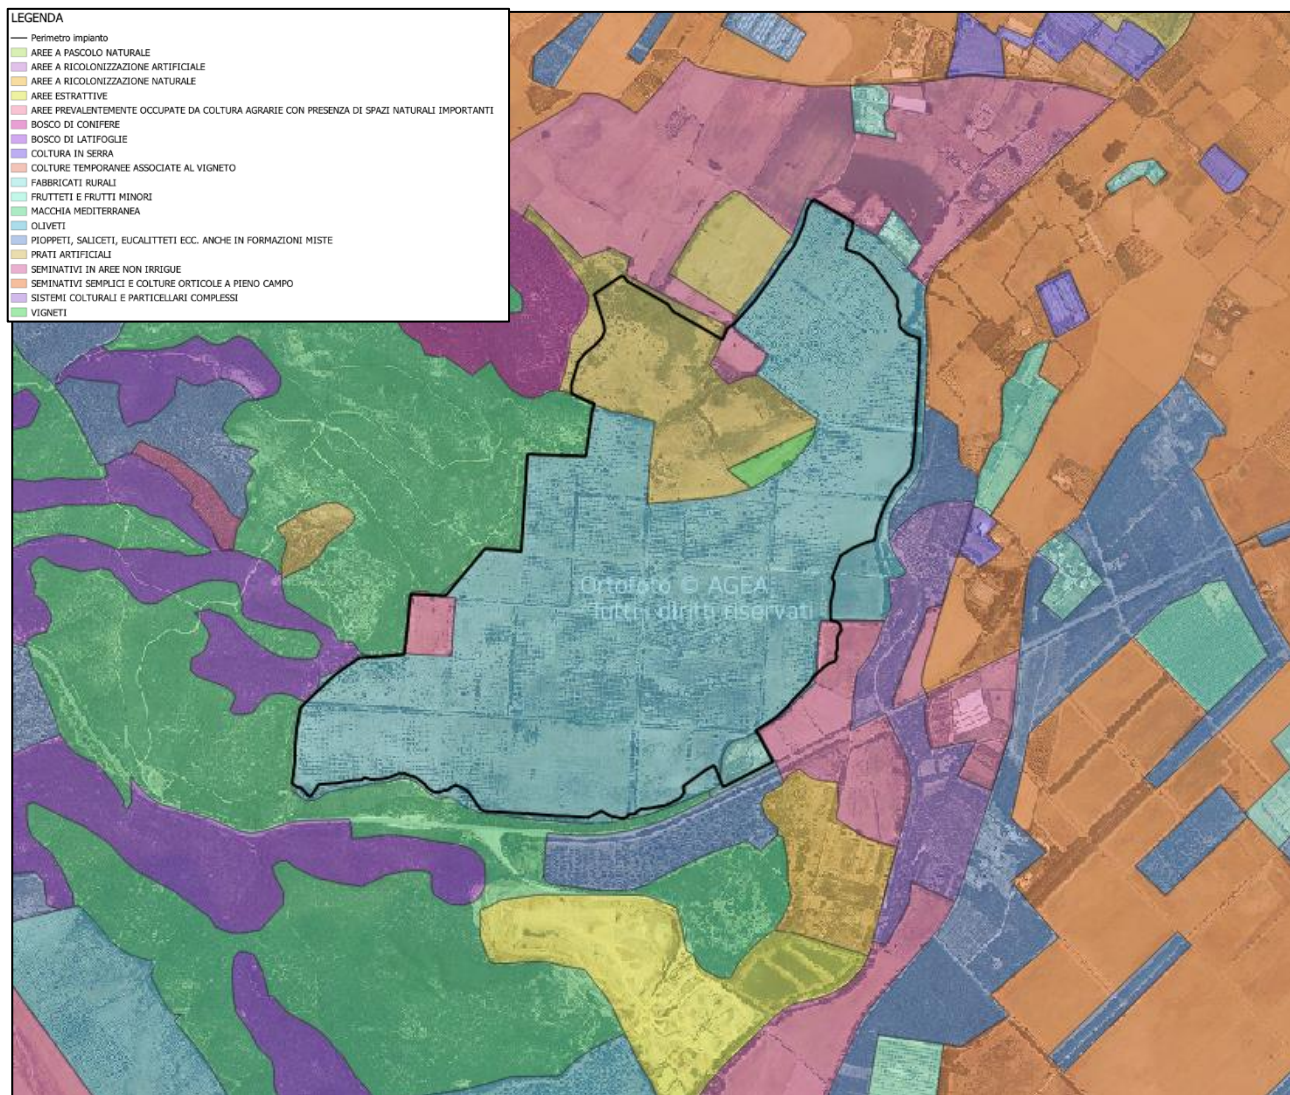 LEGENDA
Perimetro impianto
AREE A PASCOLO NATURALE
AREE A RICOLONIZZAZIONE ARTIFICIALE
AREE A RICOLONIZZAZIONE NATURALE
AREE ESTRATTIVE
AREE PREVALENTEMENTE OCCUPATE DA COLTURA AGRARIE CON PRESENZA DI SPAZI NATURALI IMPORTANTI
BOSCO DI CONIFERE
BOSCO DI LATIFOGLIE
COLTURA IN SERRA
COLTURE TEMPORANEE ASSOCIATE AL VIGNETO
FABBRICATI RURALI
FRUTTETI E FRUTTI MINORI
MACCHIA MEDITERRANEA
OLIVETI
PIOPPETI, SALICETI, EUCALITTETI ECC. ANCHE IN FORMAZIONI MISTE
PRATI ARTIFICIALI
SEMINATIVI IN AREE NON IRRIGUE
SEMINATIVI SEMPLICI E COLTURE ORTICOLE A PIENO CAMPO
SISTEMI COLTURALI E PARTICELLARI COMPLESSI
VIGNETI
Ortofoto © AGEA:
Tutti i diritti riservati